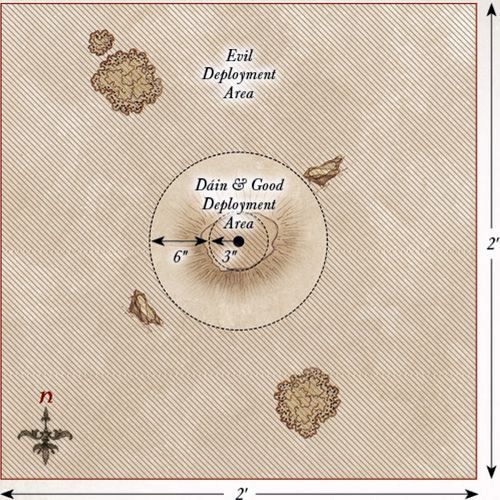 Evil
Deployment
Area
Dáin & Good
Deployment
Area
6"
3"
2'
n
2'